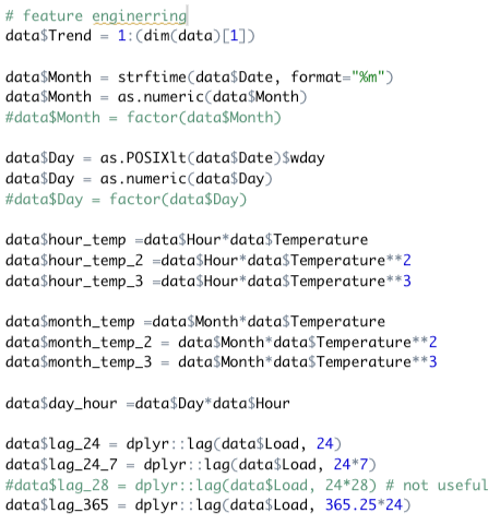 # feature enginerring
data$Trend = 1:(dim(data)[1])
data$Month = strftime(data$Date, format="%m")
data$Month = as.numeric(data$Month)
#data$Month = factor(data$Month)
data$Day = as.POSIXlt(data$Date)$wday
data$Day = as.numeric(data$Day)
#data$Day = factor(data$Day)
data$hour_temp =data$Hour*data$Temperature
data$hour_temp_2 =data$Hour*data$Temperature**2
data$hour_temp_3 =data$Hour*data$Temperature**3
data$month_temp =data$Month*data$Temperature
data$month_temp_2 = data$Month*data$Temperature**2
data$month_temp_3 = data$Month*data$Temperature**3
data$day_hour =data$Day*data$Hour
data$lag_24 = dplyr::lag(data$Load, 24)
data$lag_24_7 = dplyr::lag(data$Load, 24*7)
#data$lag_28 = dplyr::lag(data$Load, 24*28) # not useful
data$lag_365 = dplyr::lag(data$Load, 365.25*24)